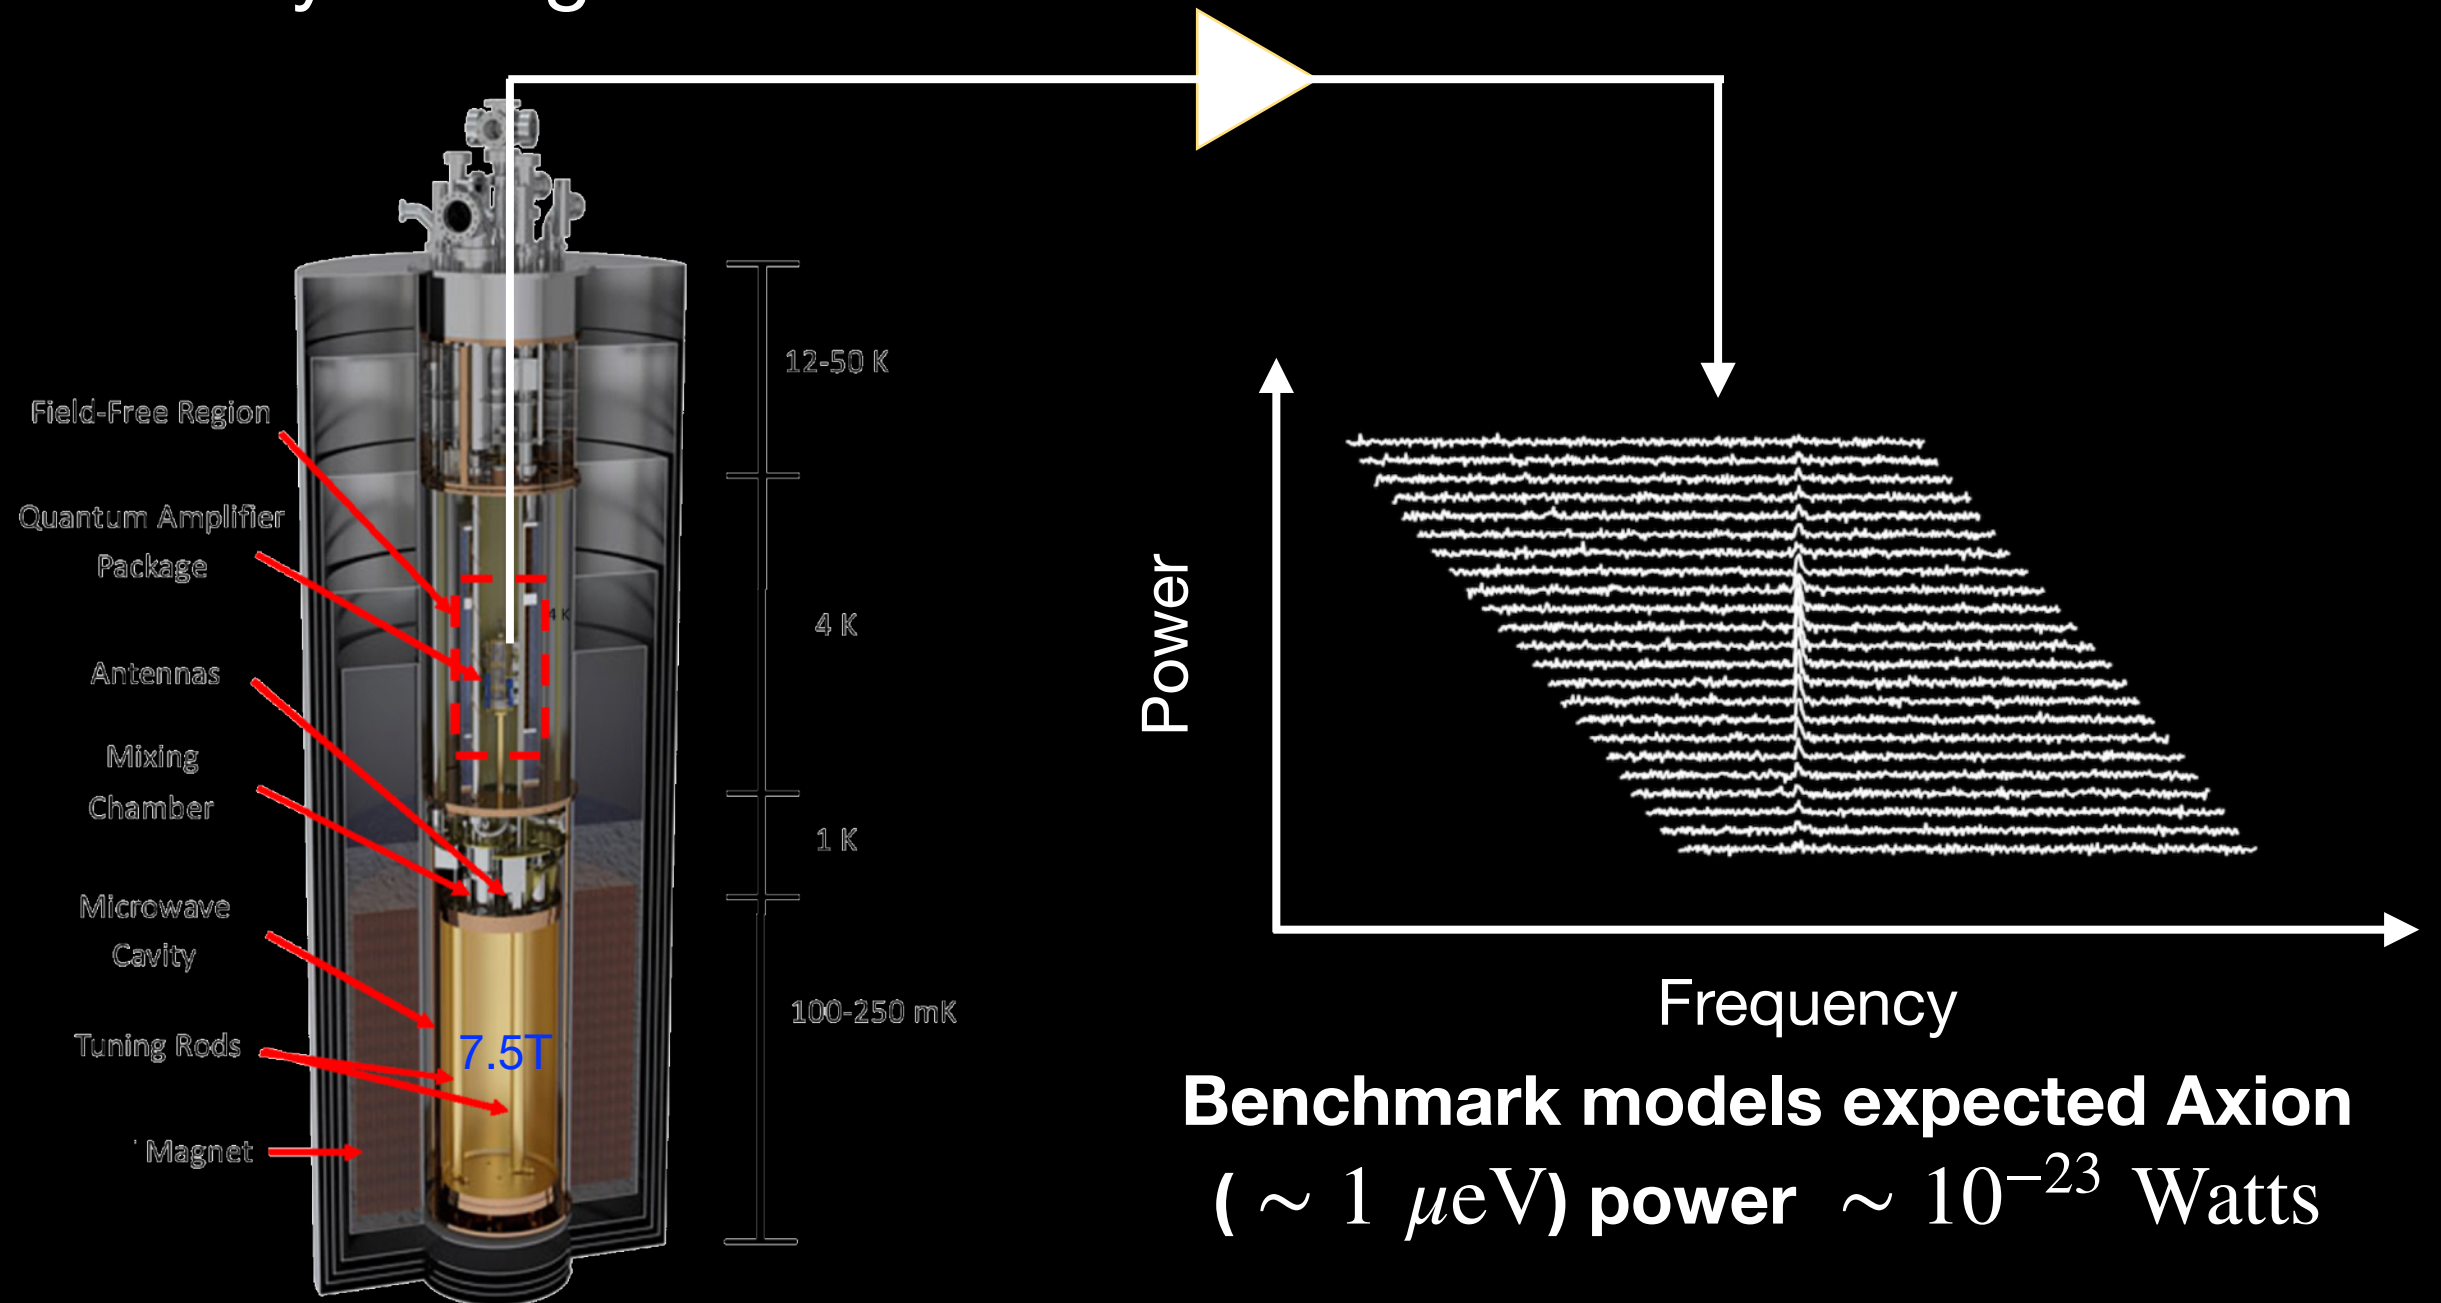 Field-Free Region
Quantum Amplifier
Package
Antennas
Mixing
Chamber
Microwave
Cavity
Tuning Rods
Magnet
7.5T
4 K
12-50 K
4 K
1 K
100-250 mK
Power
Frequency
Benchmark models expected Axion
( ∼ 1 μeV) power ∼ 10⁻²³ Watts